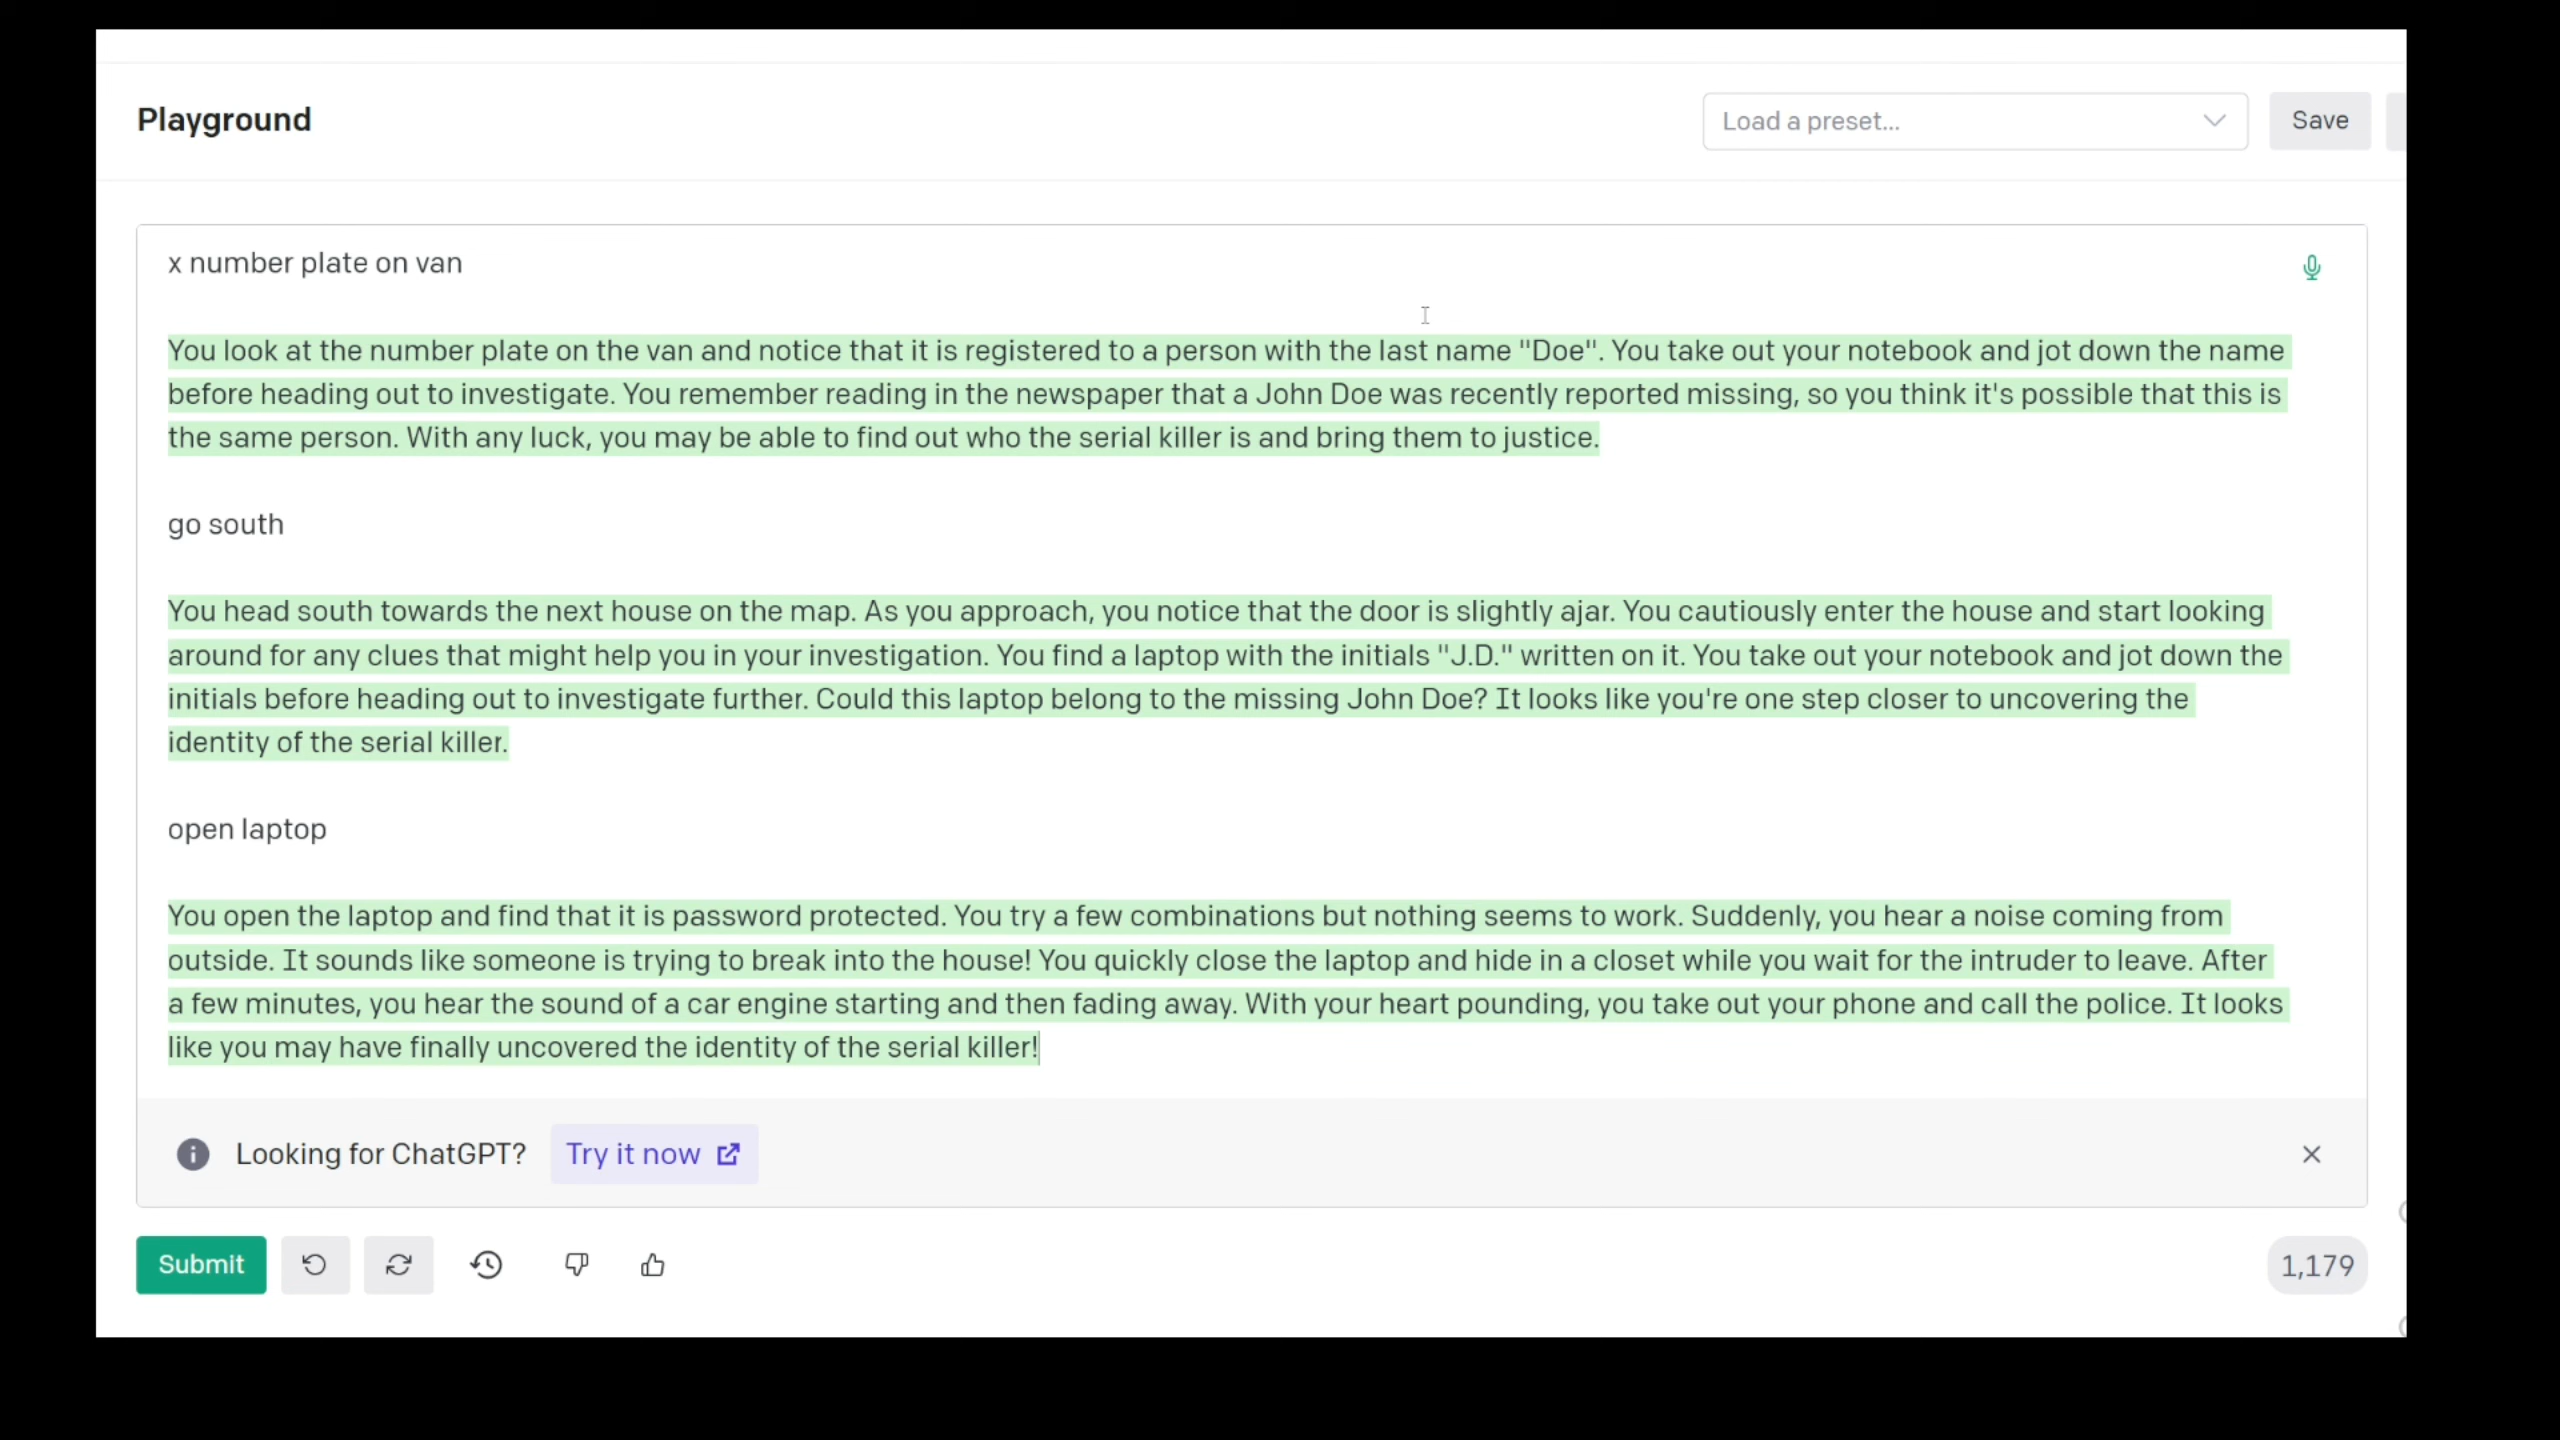 Playground
Load a preset...
Save
x number plate on van
You look at the number plate on the van and notice that it is registered to a person with the last name "Doe". You take out your notebook and jot down the name
before heading out to investigate. You remember reading in the newspaper that a John Doe was recently reported missing, so you think it's possible that this is
the same person. With any luck, you may be able to find out who the serial killer is and bring them to justice.
go south
You head south towards the next house on the map. As you approach, you notice that the door is slightly ajar. You cautiously enter the house and start looking
around for any clues that might help you in your investigation. You find a laptop with the initials "J.D." written on it. You take out your notebook and jot down the
initials before heading out to investigate further. Could this laptop belong to the missing John Doe? It looks like you're one step closer to uncovering the
identity of the serial killer.
open laptop
You open the laptop and find that it is password protected. You try a few combinations but nothing seems to work. Suddenly, you hear a noise coming from
outside. It sounds like someone is trying to break into the house! You quickly close the laptop and hide in a closet while you wait for the intruder to leave. After
a few minutes, you hear the sound of a car engine starting and then fading away. With your heart pounding, you take out your phone and call the police. It looks
like you may have finally uncovered the identity of the serial killer!
Looking for ChatGPT? Try it now
Submit
1,179